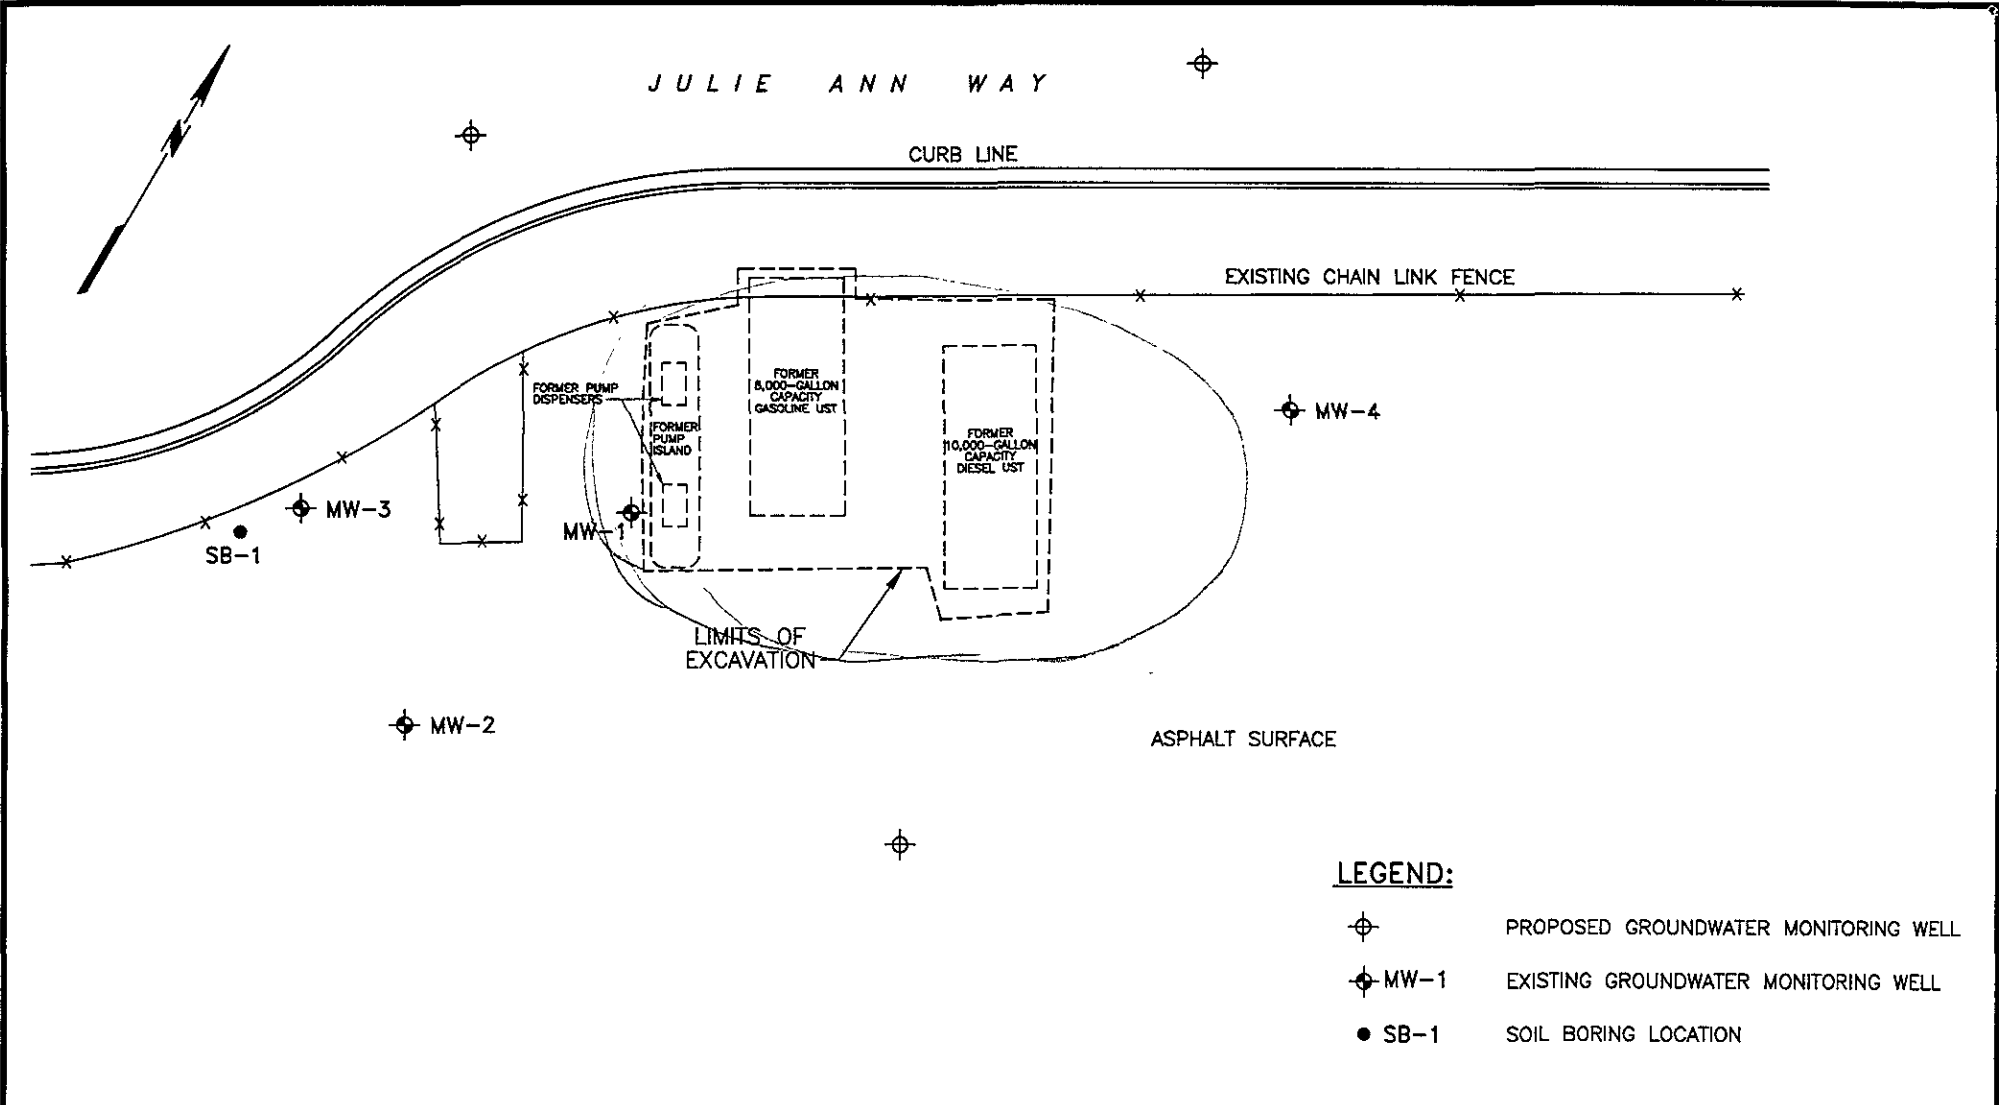 JULIE ANN WAY
CURB LINE
EXISTING CHAIN LINK FENCE
FORMER PUMP
DISPENSERS
FORMER
PUMP
ISLAND
FORMER
8,000-GALLON
CAPACITY
GASOLINE UST
FORMER
10,000-GALLON
CAPACITY
DIESEL UST
MW-4
MW-3
SB-1
MW-1
LIMITS OF
EXCAVATION
MW-2
ASPHALT SURFACE
LEGEND:
PROPOSED GROUNDWATER MONITORING WELL
MW-1 EXISTING GROUNDWATER MONITORING WELL
SB-1 SOIL BORING LOCATION